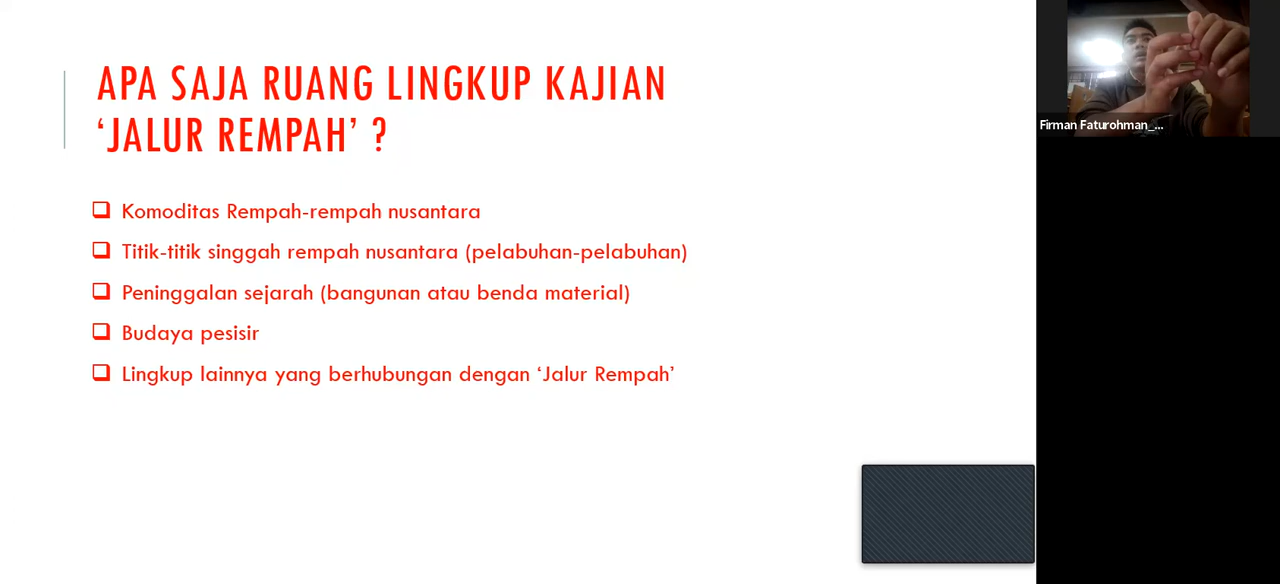 APA SAJA RUANG LINGKUP KAJIAN
‘JALUR REMPAH’ ?
Komoditas Rempah-rempah nusantara
Titik-titik singgah rempah nusantara (pelabuhan-pelabuhan)
Peninggalan sejarah (bangunan atau benda material)
Budaya pesisir
Lingkup lainnya yang berhubungan dengan ‘Jalur Rempah’
Firman Faturohman_...